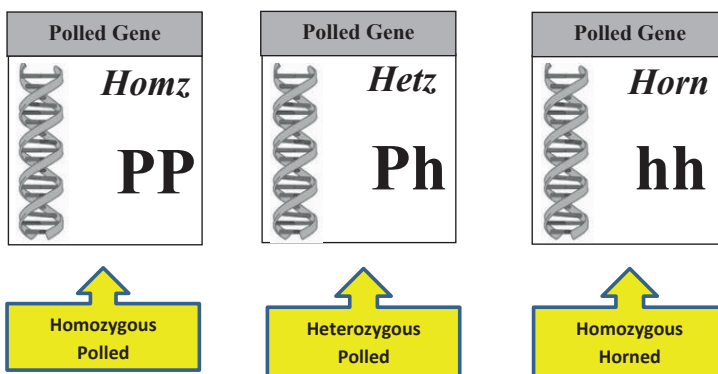 Polled Gene
Homz
PP
Homozygous
Polled
Polled Gene
Hetz
Ph
Heterozygous
Polled
Polled Gene
Horn
hh
Homozygous
Horned